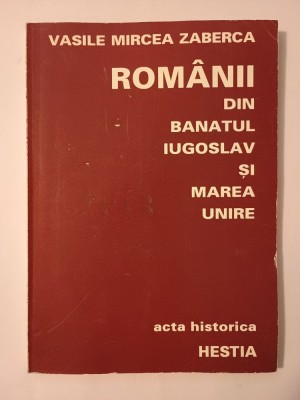 VASILE MIRCEA ZABERCA
ROMÂNII
DIN
BANATUL
IUGOSLAV
ȘI
MAREA
UNIRE
acta historica
HESTIA